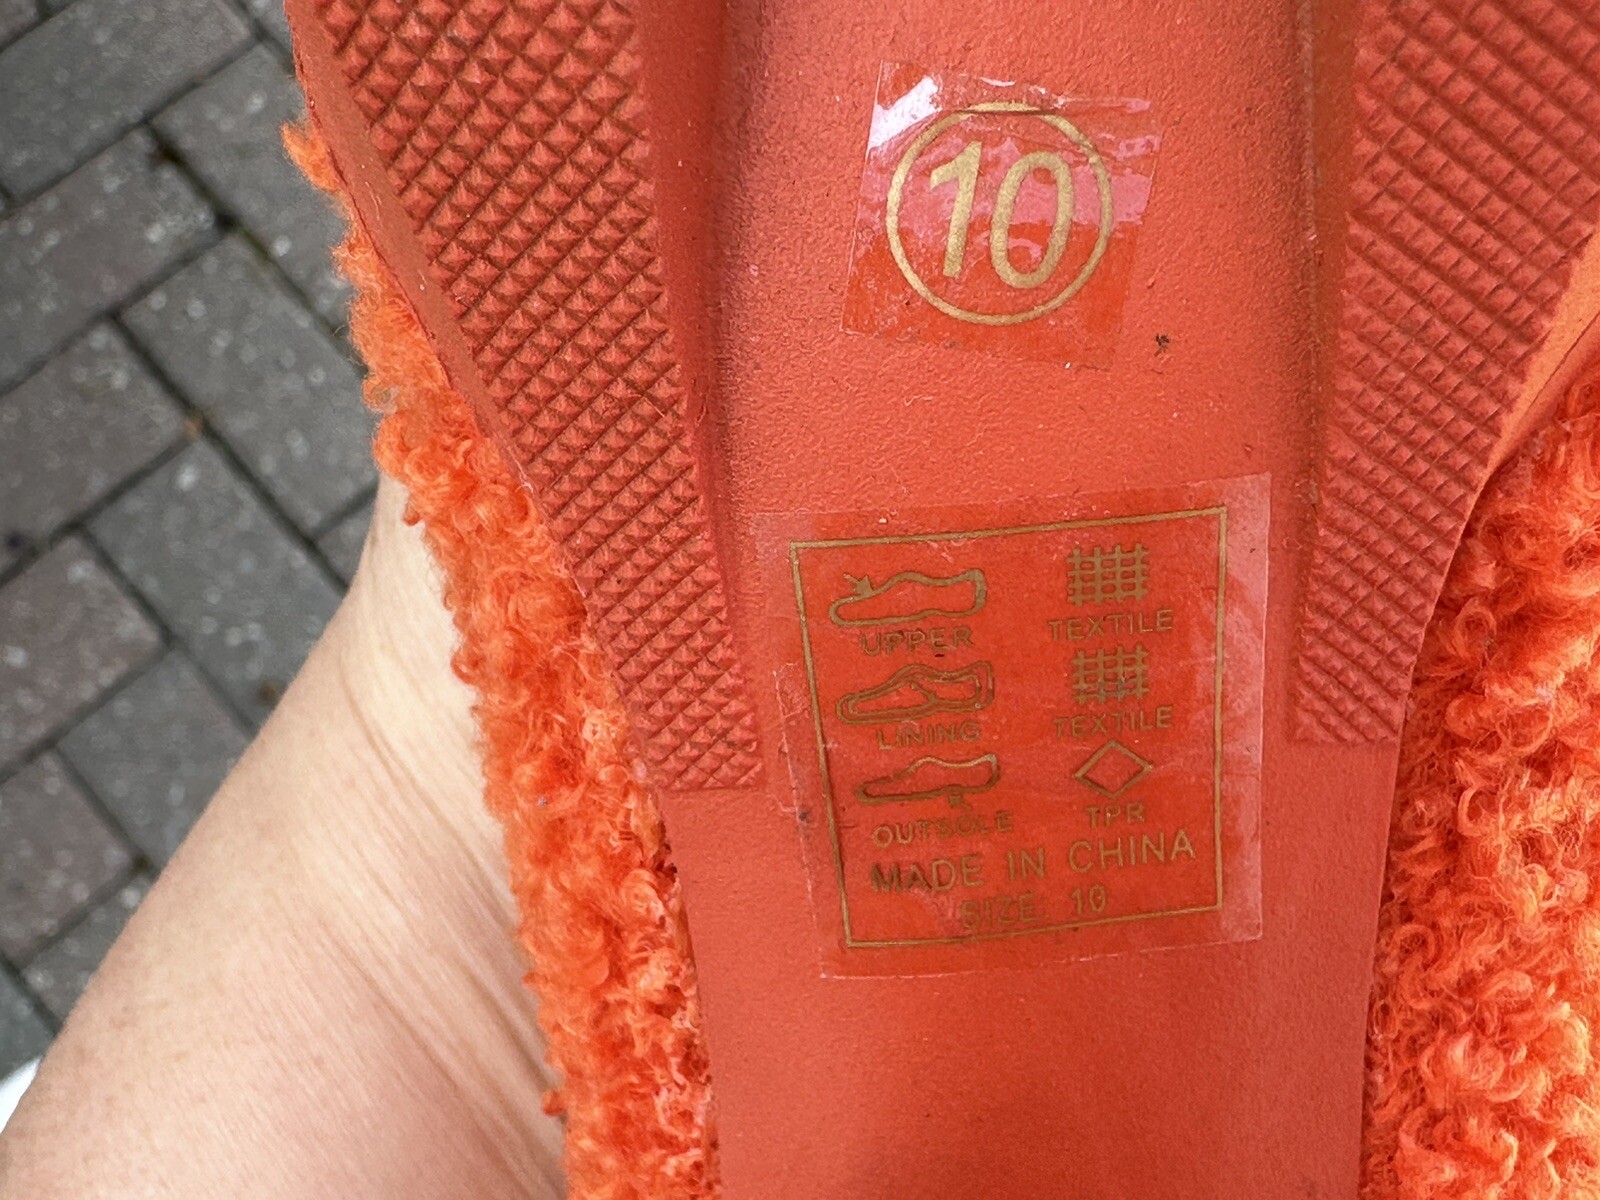 10
UPPER TEXTILE
LINING TEXTILE
OUTSOLE TPR
MADE IN CHINA
SIZE 10